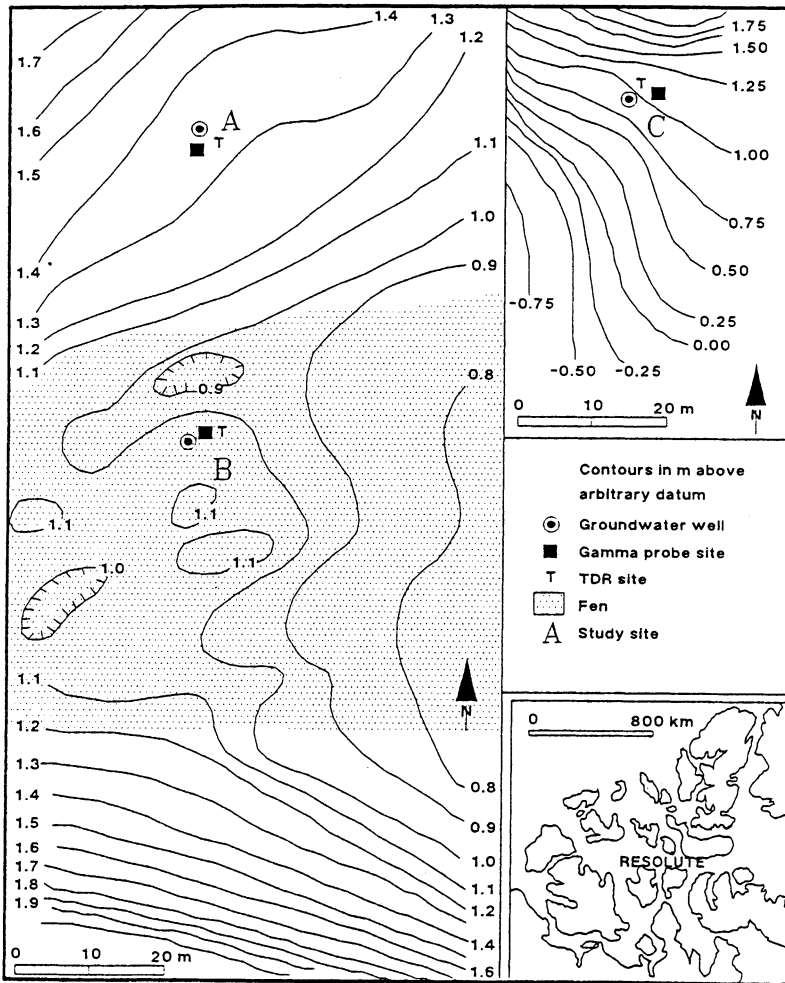 1.7
1.6
1.5
1.4
1.3
1.2
1.1
1.4
1.3
1.2
1.1
1.0
0.9
0.8
A
T
0.9
T
B
1.1
1.1
1.1
1.0
1.1
1.2
1.3
1.4
1.5
1.6
1.7
1.8
1.9
N
0.8
0.9
1.0
1.1
1.2
1.4
1.6
0 10 20 m
1.75
1.50
1.25
T
C
1.00
0.75
0.50
0.25
0.00
-0.25
-0.50
-0.75
0 10 20 m
N
Contours in m above
arbitrary datum
Groundwater well
Gamma probe site
T TDR site
Fen
A Study site
0 800 km
RESOLUTE